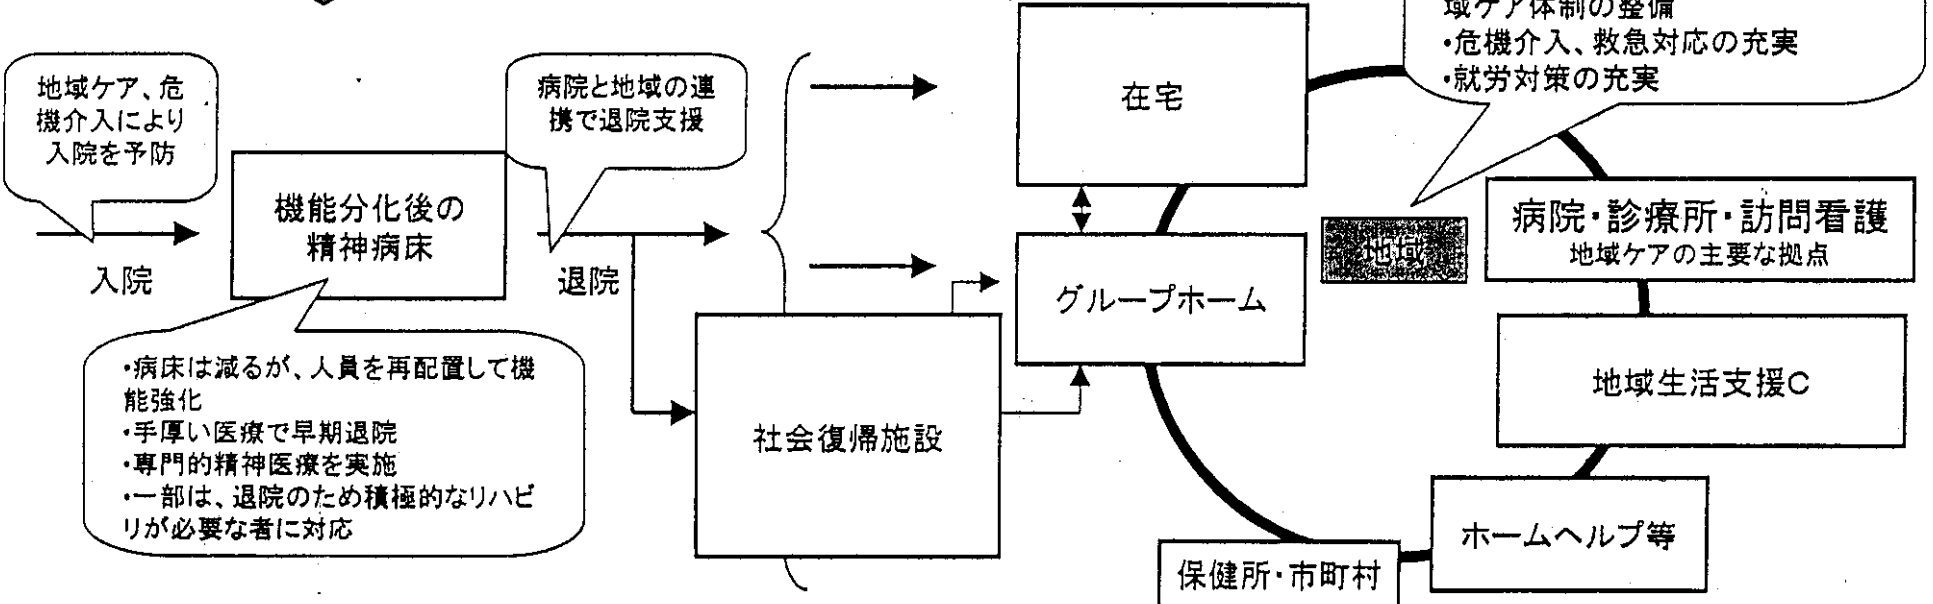 域ケア体制の整備
・危機介入、救急対応の充実
・就労対策の充実
地域ケア、危
機介入により
入院を予防
病院と地域の連
携で退院支援
在宅
機能分化後の
精神病床
病院・診療所・訪問看護
地域ケアの主要な拠点
地域
入院
退院
グループホーム
・病床は減るが、人員を再配置して機
能強化
・手厚い医療で早期退院
・専門的精神医療を実施
・一部は、退院のため積極的なリハビ
リが必要な者に対応
社会復帰施設
地域生活支援C
ホームヘルプ等
保健所・市町村